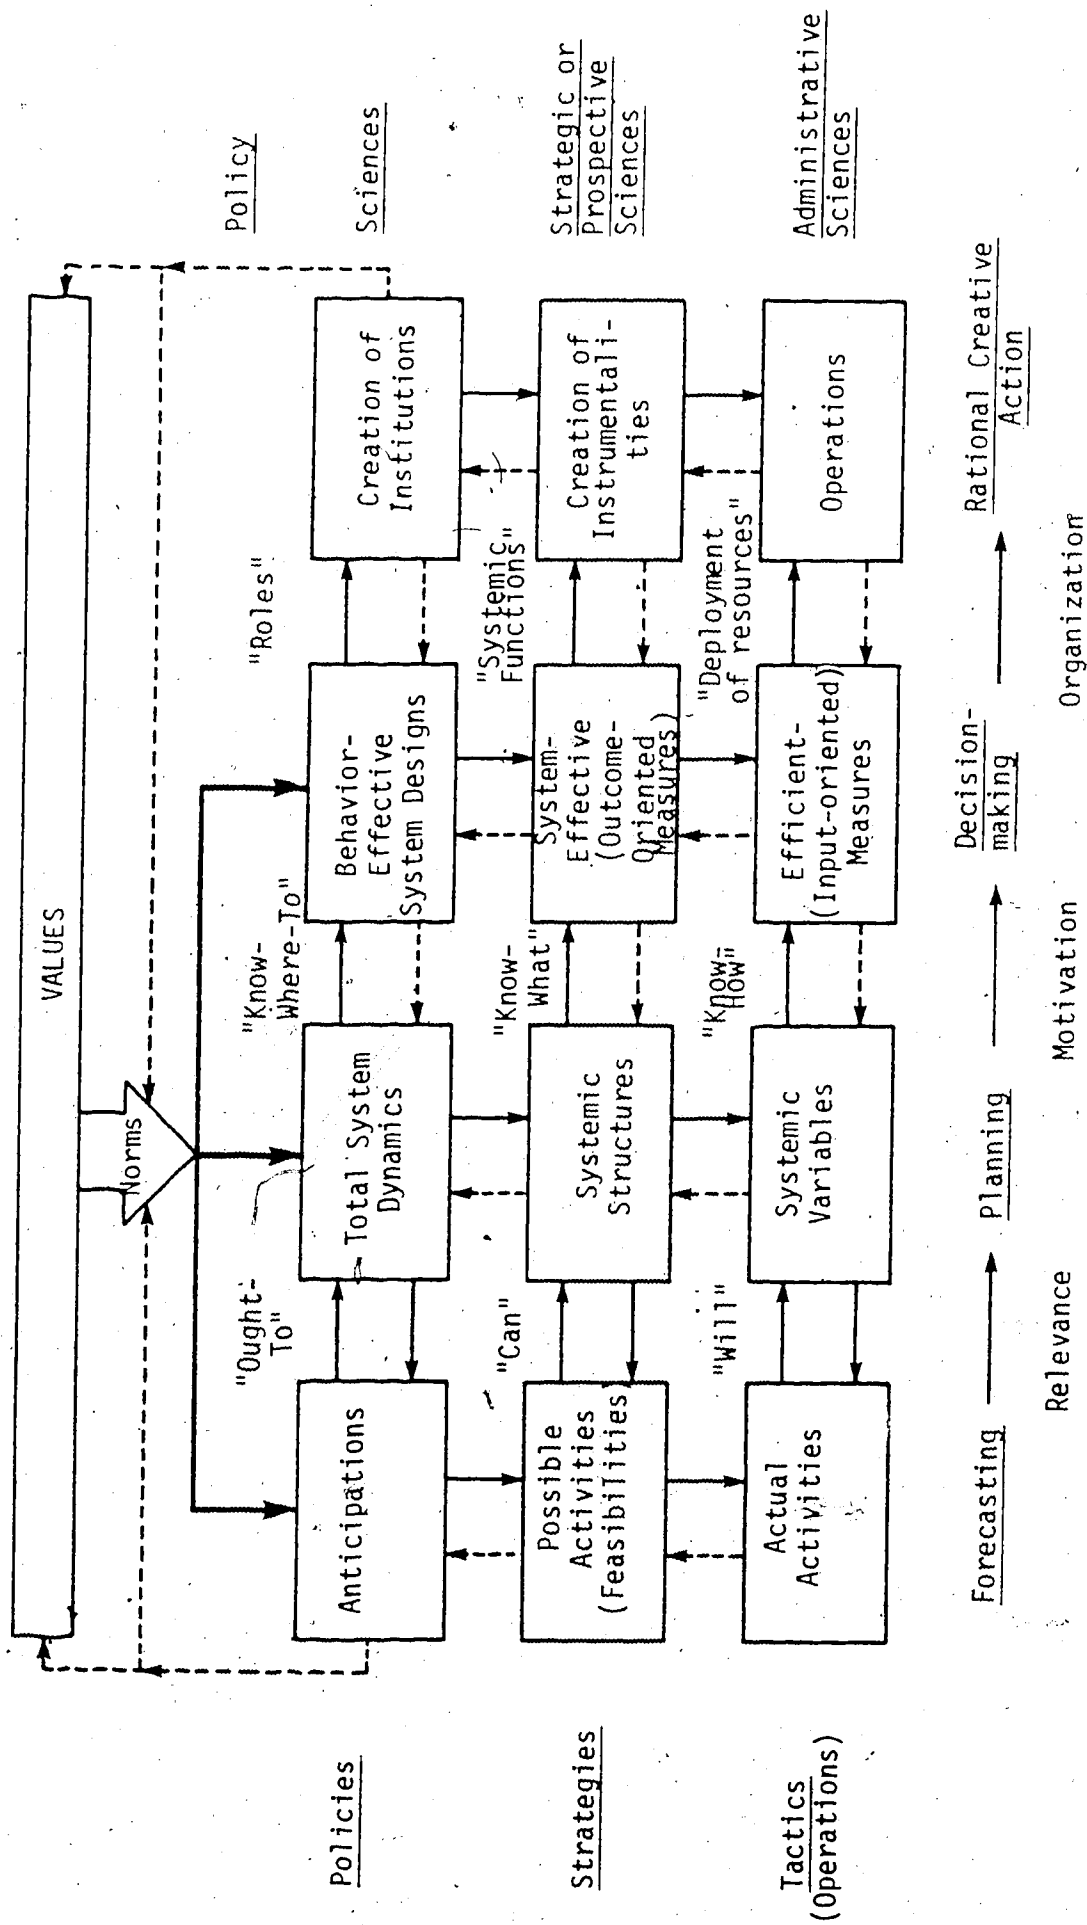 VALUES
Norms
"Ought-
To"
"Know-
Where-To"
"Roles"
Policy
Sciences
Policies
Anticipations
Total System
Dynamics
Behavior-
Effective
System Designs
Creation of
Institutions
"Can"
"Know-
What"
"Systemic
Functions"
Strategic or
Prospective
Sciences
Strategies
Possible
Activities
(Feasibilities)
Systemic
Structures
System-
Effective
(Outcome-
Oriented
Measures)
Creation of
Instrumentali-
ties
"Will"
"Know-
How"
"Deployment
of resources"
Administrative
Sciences
Tactics
(Operations)
Actual
Activities
Systemic
Variables
Efficient-
(Input-oriented)
Measures
Operations
Forecasting
Planning
Decision-
making
Rational Creative
Action
Relevance
Motivation
Organization